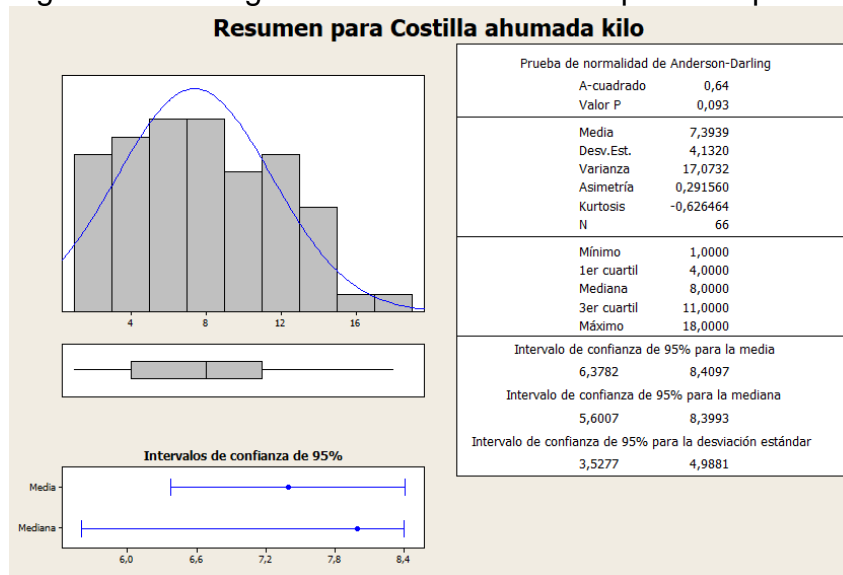 Resumen para Costilla ahumada kilo
4 8 12 16
Intervalos de confianza de 95%
Media
Mediana
6,0 6,6 7,2 7,8 8,4
Prueba de normalidad de Anderson-Darling
A-cuadrado 0,64
Valor P 0,093
Media 7,3939
Desv.Est. 4,1320
Varianza 17,0732
Asimetría 0,291560
Kurtosis -0,626464
N 66
Mínimo 1,0000
1er cuartil 4,0000
Mediana 8,0000
3er cuartil 11,0000
Máximo 18,0000
Intervalo de confianza de 95% para la media
6,3782 8,4097
Intervalo de confianza de 95% para la mediana
5,6007 8,3993
Intervalo de confianza de 95% para la desviación estándar
3,5277 4,9881